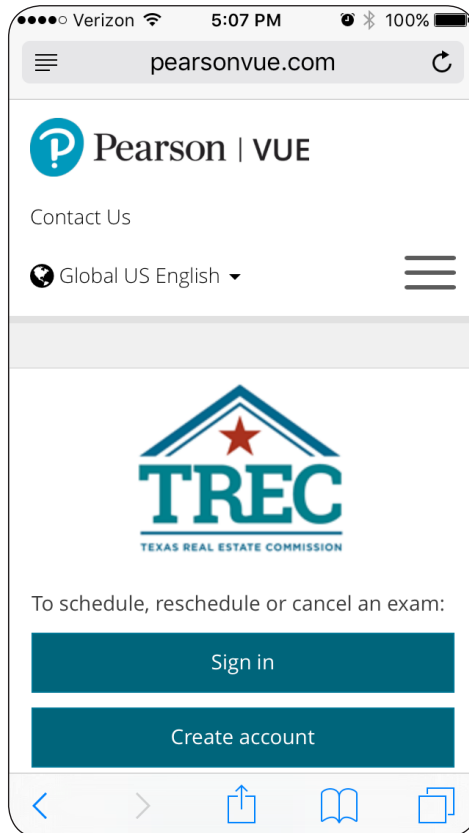 Verizon 5:07 PM 100%
pearsonvue.com
Pearson | VUE
Contact Us
Global US English
TREC
TEXAS REAL ESTATE COMMISSION
To schedule, reschedule or cancel an exam:
Sign in
Create account